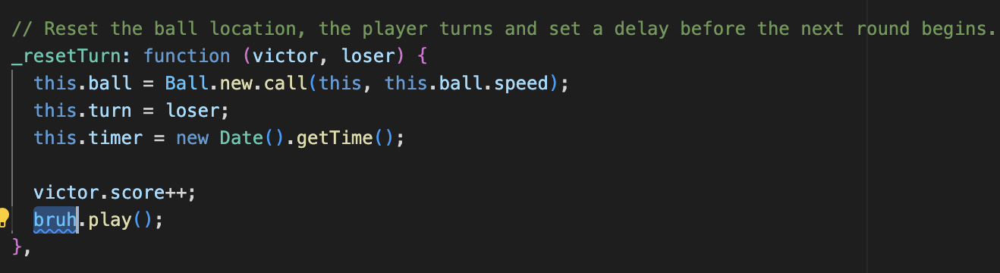 // Reset the ball location, the player turns and set a delay before the next round begins.
_resetTurn: function (victor, loser) {
this.ball = Ball.new.call(this, this.ball.speed);
this.turn = loser;
this.timer = new Date().getTime();
victor.score++;
bruh.play();
},